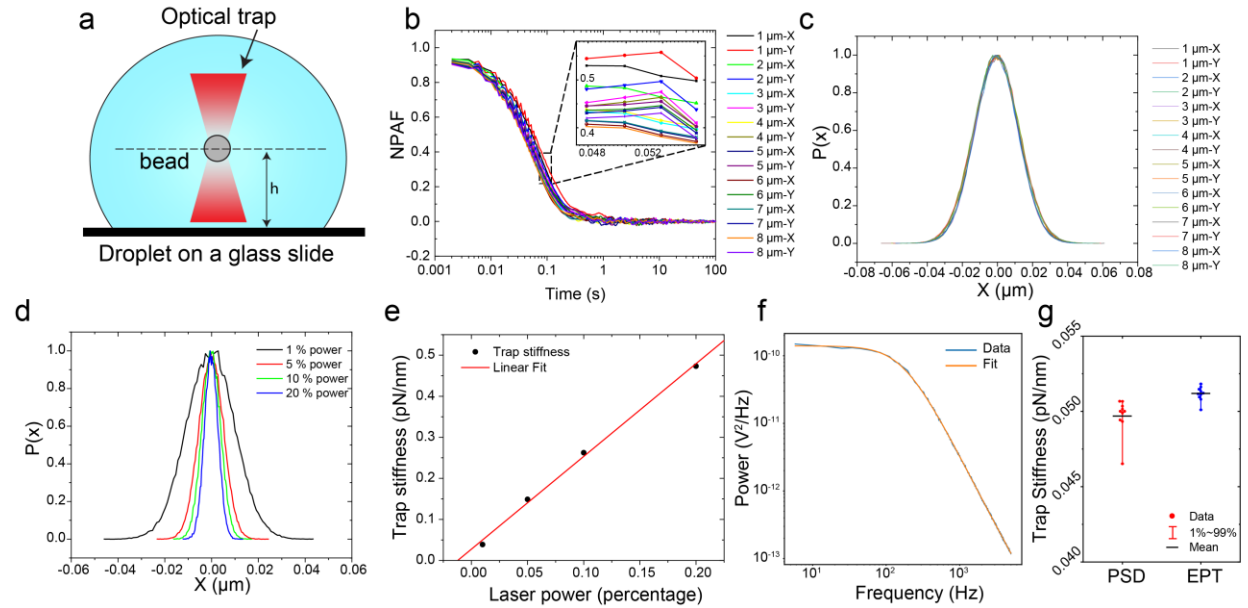 a
Optical trap
bead
h
Droplet on a glass slide
b
NPAF
1.0
0.8
0.6
0.4
0.2
0.0
0.5
0.4
0.048
0.052
0.001
0.01
0.1
1
10
100
Time (s)
1 µm-X
1 µm-Y
2 µm-X
2 µm-Y
3 µm-X
3 µm-Y
4 µm-X
4 µm-Y
5 µm-X
5 µm-Y
6 µm-X
6 µm-Y
7 µm-X
7 µm-Y
8 µm-X
8 µm-Y
c
P(x)
1.0
0.8
0.6
0.4
0.2
0.0
-0.08
-0.06
-0.04
-0.02
0.00
0.02
0.04
0.06
0.08
X (µm)
1 µm-X
1 µm-Y
2 µm-X
2 µm-Y
3 µm-X
3 µm-Y
4 µm-X
4 µm-Y
5 µm-X
5 µm-Y
6 µm-X
6 µm-Y
7 µm-X
7 µm-Y
8 µm-X
8 µm-Y
d
P(x)
1.0
0.8
0.6
0.4
0.2
0.0
1 % power
5 % power
10 % power
20 % power
-0.06
-0.04
-0.02
0.00
0.02
0.04
0.06
X (µm)
e
Trap stiffness (pN/nm)
0.5
0.4
0.3
0.2
0.1
0.0
Trap stiffness
Linear Fit
0.00
0.05
0.10
0.15
0.20
Laser power (percentage)
f
Power (V²/Hz)
10⁻¹⁰
10⁻¹¹
10⁻¹²
10⁻¹³
Data
Fit
10¹
10²
10³
Frequency (Hz)
g
Trap Stiffness (pN/nm)
0.055
0.050
0.045
0.040
Data
1%~99%
Mean
PSD
EPT